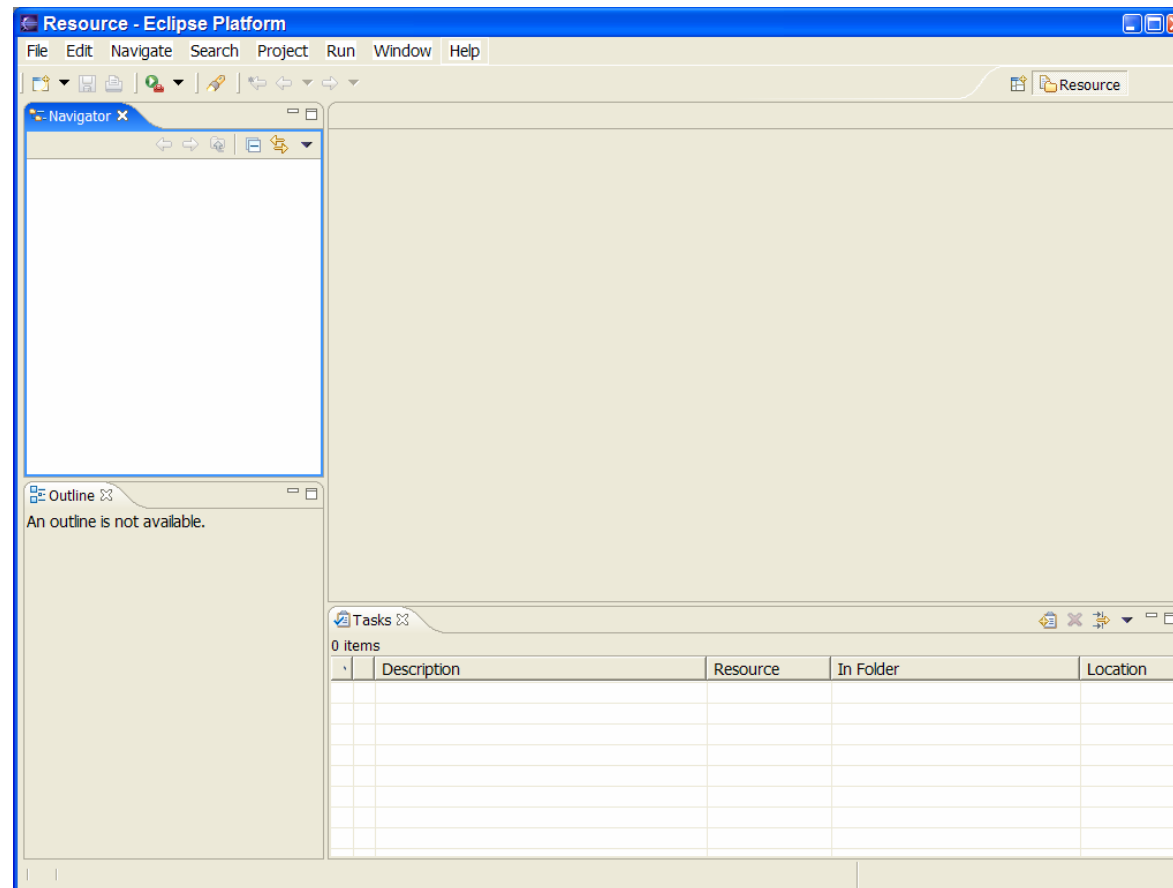 Resource - Eclipse Platform
File Edit Navigate Search Project Run Window Help
Resource
Navigator
Outline
An outline is not available.
Tasks
0 items
Description Resource In Folder Location